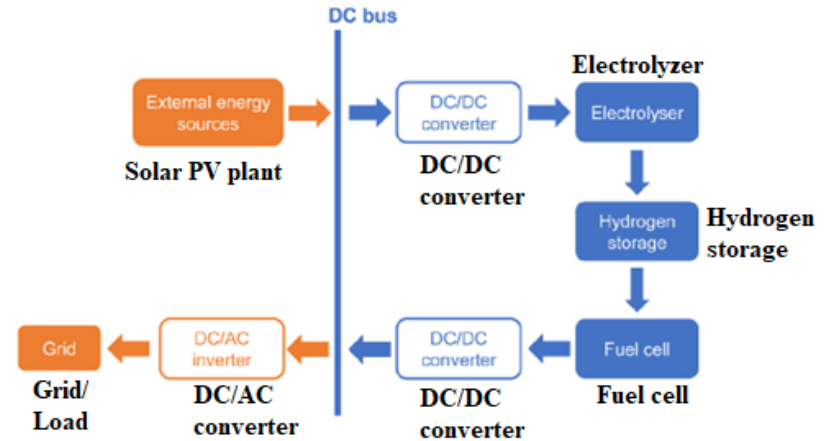 DC bus
External energy
sources
Solar PV plant
DC/DC
converter
DC/DC
converter
Electrolyzer
Electrolyser
Hydrogen
storage
Hydrogen
storage
Grid
Grid/
Load
DC/AC
inverter
DC/AC
converter
DC/DC
converter
DC/DC
converter
Fuel cell
Fuel cell